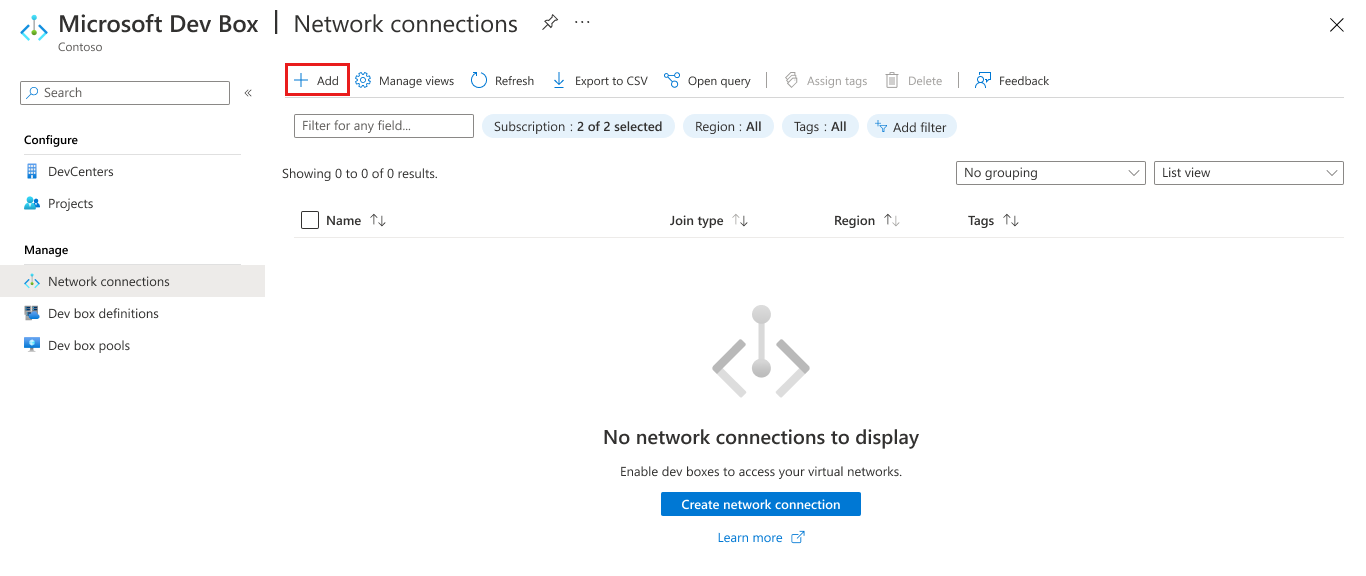 Microsoft Dev Box | Network connections ...
Contoso
Search «
Configure
DevCenters
Projects
Manage
Network connections
Dev box definitions
Dev box pools
+ Add Manage views Refresh Export to CSV Open query | Assign tags Delete | Feedback
Filter for any field... Subscription : 2 of 2 selected Region : All Tags : All Add filter
Showing 0 to 0 of 0 results. No grouping List view
Name ↑↓ Join type ↑↓ Region ↑↓ Tags ↑↓
No network connections to display
Enable dev boxes to access your virtual networks.
Create network connection
Learn more